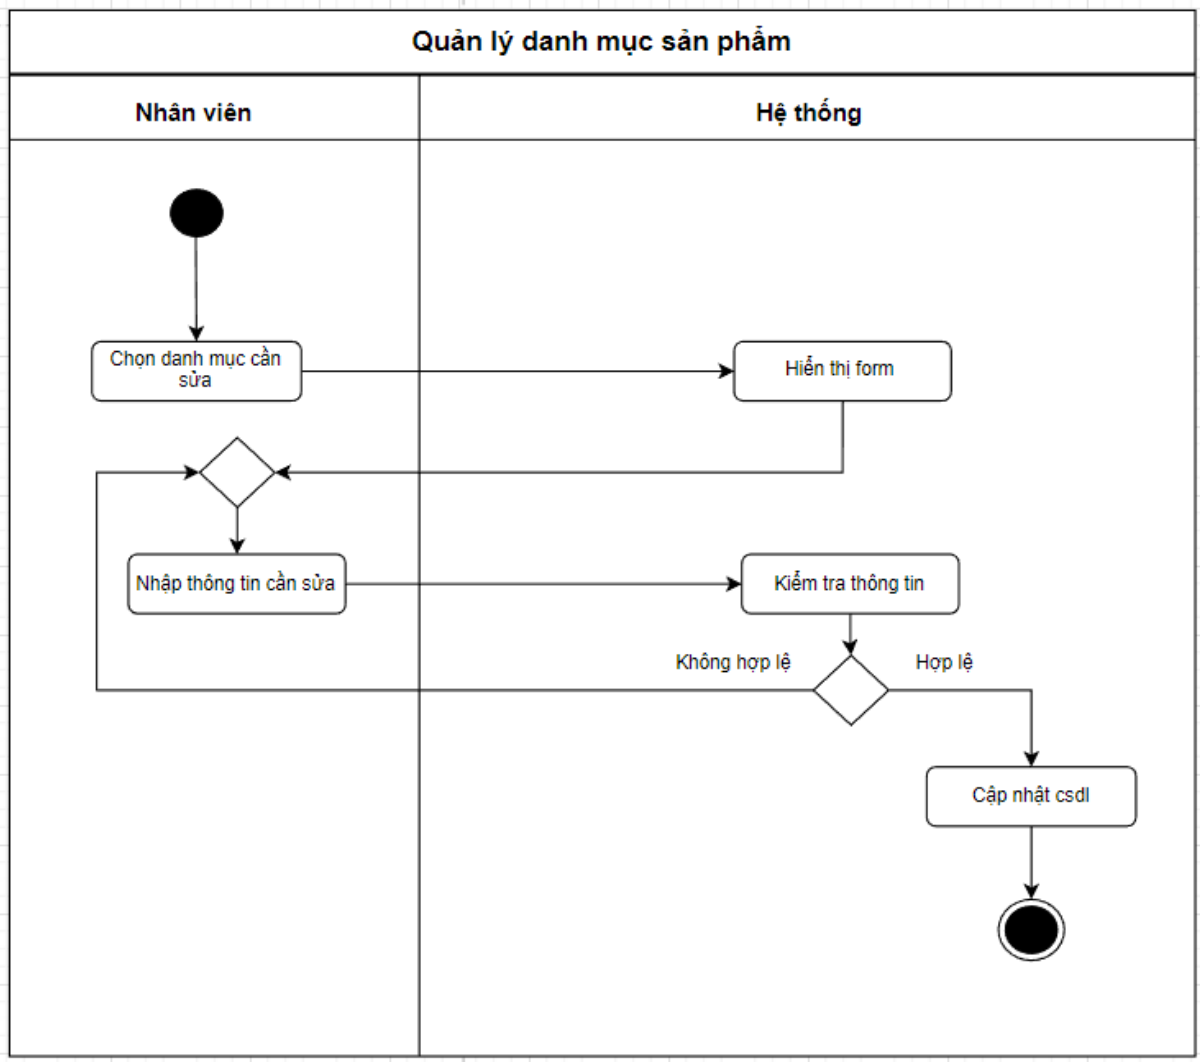 Quản lý danh mục sản phẩm
Nhân viên
Hệ thống
Chọn danh mục cần
sửa
Hiển thị form
Nhập thông tin cần sửa
Kiểm tra thông tin
Không hợp lệ
Hợp lệ
Cập nhật csdl